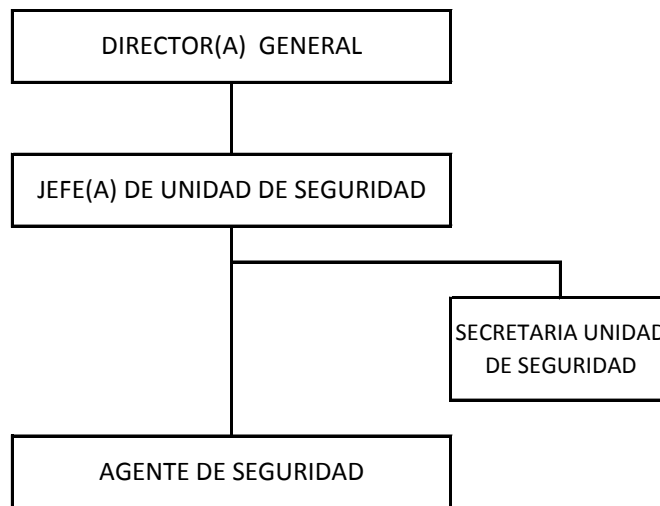 DIRECTOR(A) GENERAL
JEFE(A) DE UNIDAD DE SEGURIDAD
SECRETARIA UNIDAD
DE SEGURIDAD
AGENTE DE SEGURIDAD